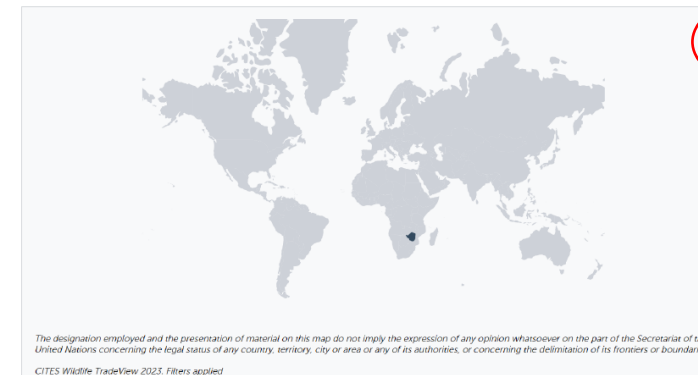 The designation employed and the presentation of material on this map do not imply the expression of any opinion whatsoever on the part of the Secretariat of
United Nations concerning the legal status of any country, territory, city or area or any of its authorities, or concerning the delimitation of its frontiers or
CITES Wildlife TradeView 2023. Filters applied